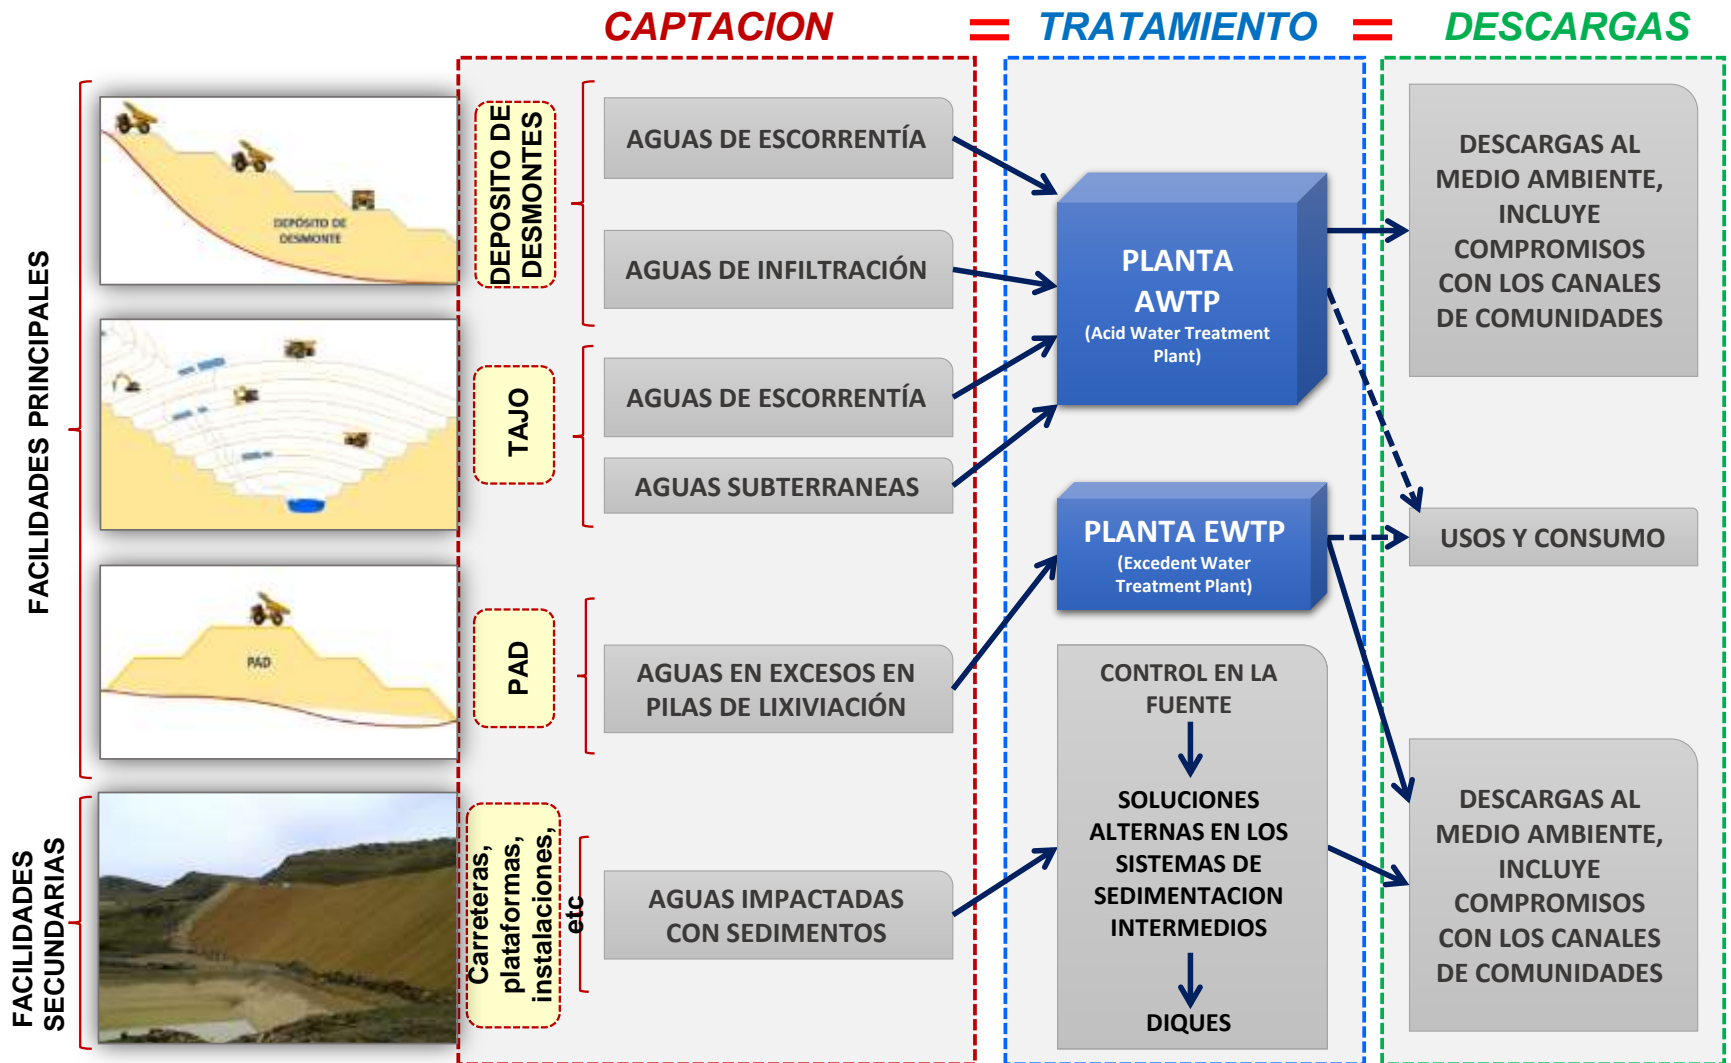 CAPTACION = TRATAMIENTO = DESCARGAS
FACILIDADES PRINCIPALES
DEPÓSITO DE
DESMONTE
DEPOSITO DE
DESMONTES
AGUAS DE ESCORRENTÍA
AGUAS DE INFILTRACIÓN
TAJO
AGUAS DE ESCORRENTÍA
AGUAS SUBTERRANEAS
PAD
PAD
AGUAS EN EXCESOS EN
PILAS DE LIXIVIACIÓN
FACILIDADES
SECUNDARIAS
Carreteras,
plataformas,
instalaciones,
etc
AGUAS IMPACTADAS
CON SEDIMENTOS
PLANTA
AWTP
(Acid Water Treatment
Plant)
PLANTA EWTP
(Excedent Water
Treatment Plant)
CONTROL EN LA
FUENTE
SOLUCIONES
ALTERNAS EN LOS
SISTEMAS DE
SEDIMENTACION
INTERMEDIOS
DIQUES
DESCARGAS AL
MEDIO AMBIENTE,
INCLUYE
COMPROMISOS
CON LOS CANALES
DE COMUNIDADES
USOS Y CONSUMO
DESCARGAS AL
MEDIO AMBIENTE,
INCLUYE
COMPROMISOS
CON LOS CANALES
DE COMUNIDADES